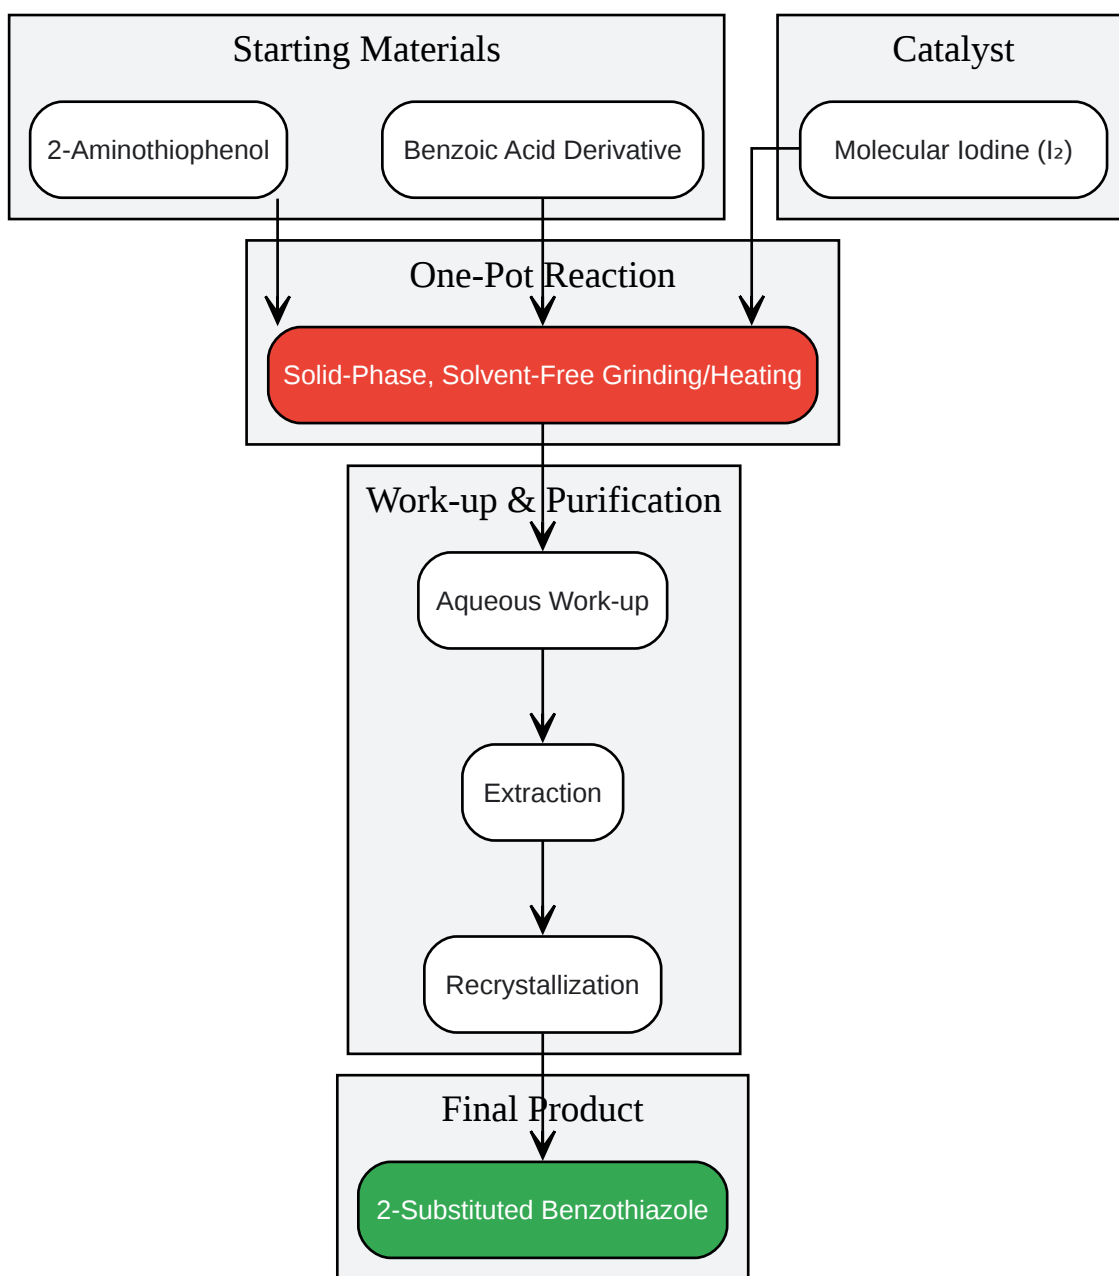 Starting Materials
Catalyst
2-Aminothiophenol
Benzoic Acid Derivative
Molecular Iodine (I₂)
One-Pot Reaction
Solid-Phase, Solvent-Free Grinding/Heating
Work-up & Purification
Aqueous Work-up
Extraction
Recrystallization
Final Product
2-Substituted Benzothiazole